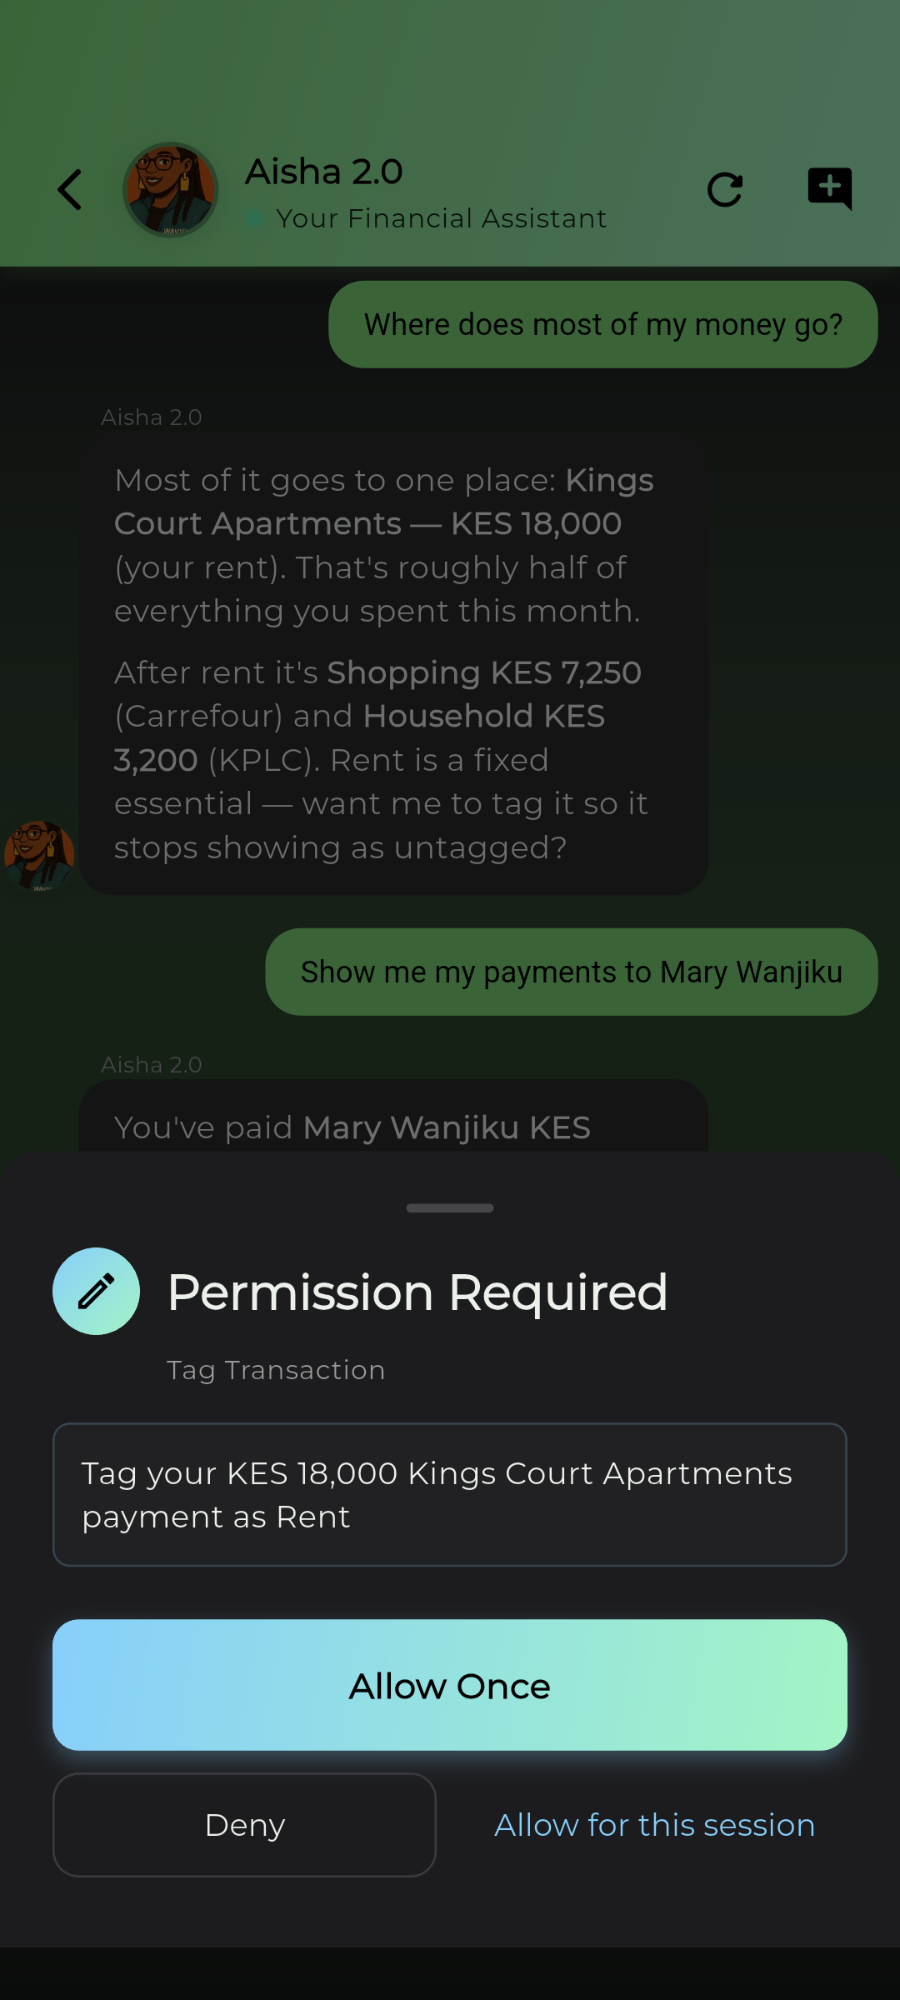 Aisha 2.0
Your Financial Assistant
Where does most of my money go?
Aisha 2.0
Most of it goes to one place: Kings
Court Apartments — KES 18,000
(your rent). That's roughly half of
everything you spent this month.
After rent it's Shopping KES 7,250
(Carrefour) and Household KES
3,200 (KPLC). Rent is a fixed
essential — want me to tag it so it
stops showing as untagged?
Show me my payments to Mary Wanjiku
Aisha 2.0
You've paid Mary Wanjiku KES
Permission Required
Tag Transaction
Tag your KES 18,000 Kings Court Apartments
payment as Rent
Allow Once
Deny
Allow for this session